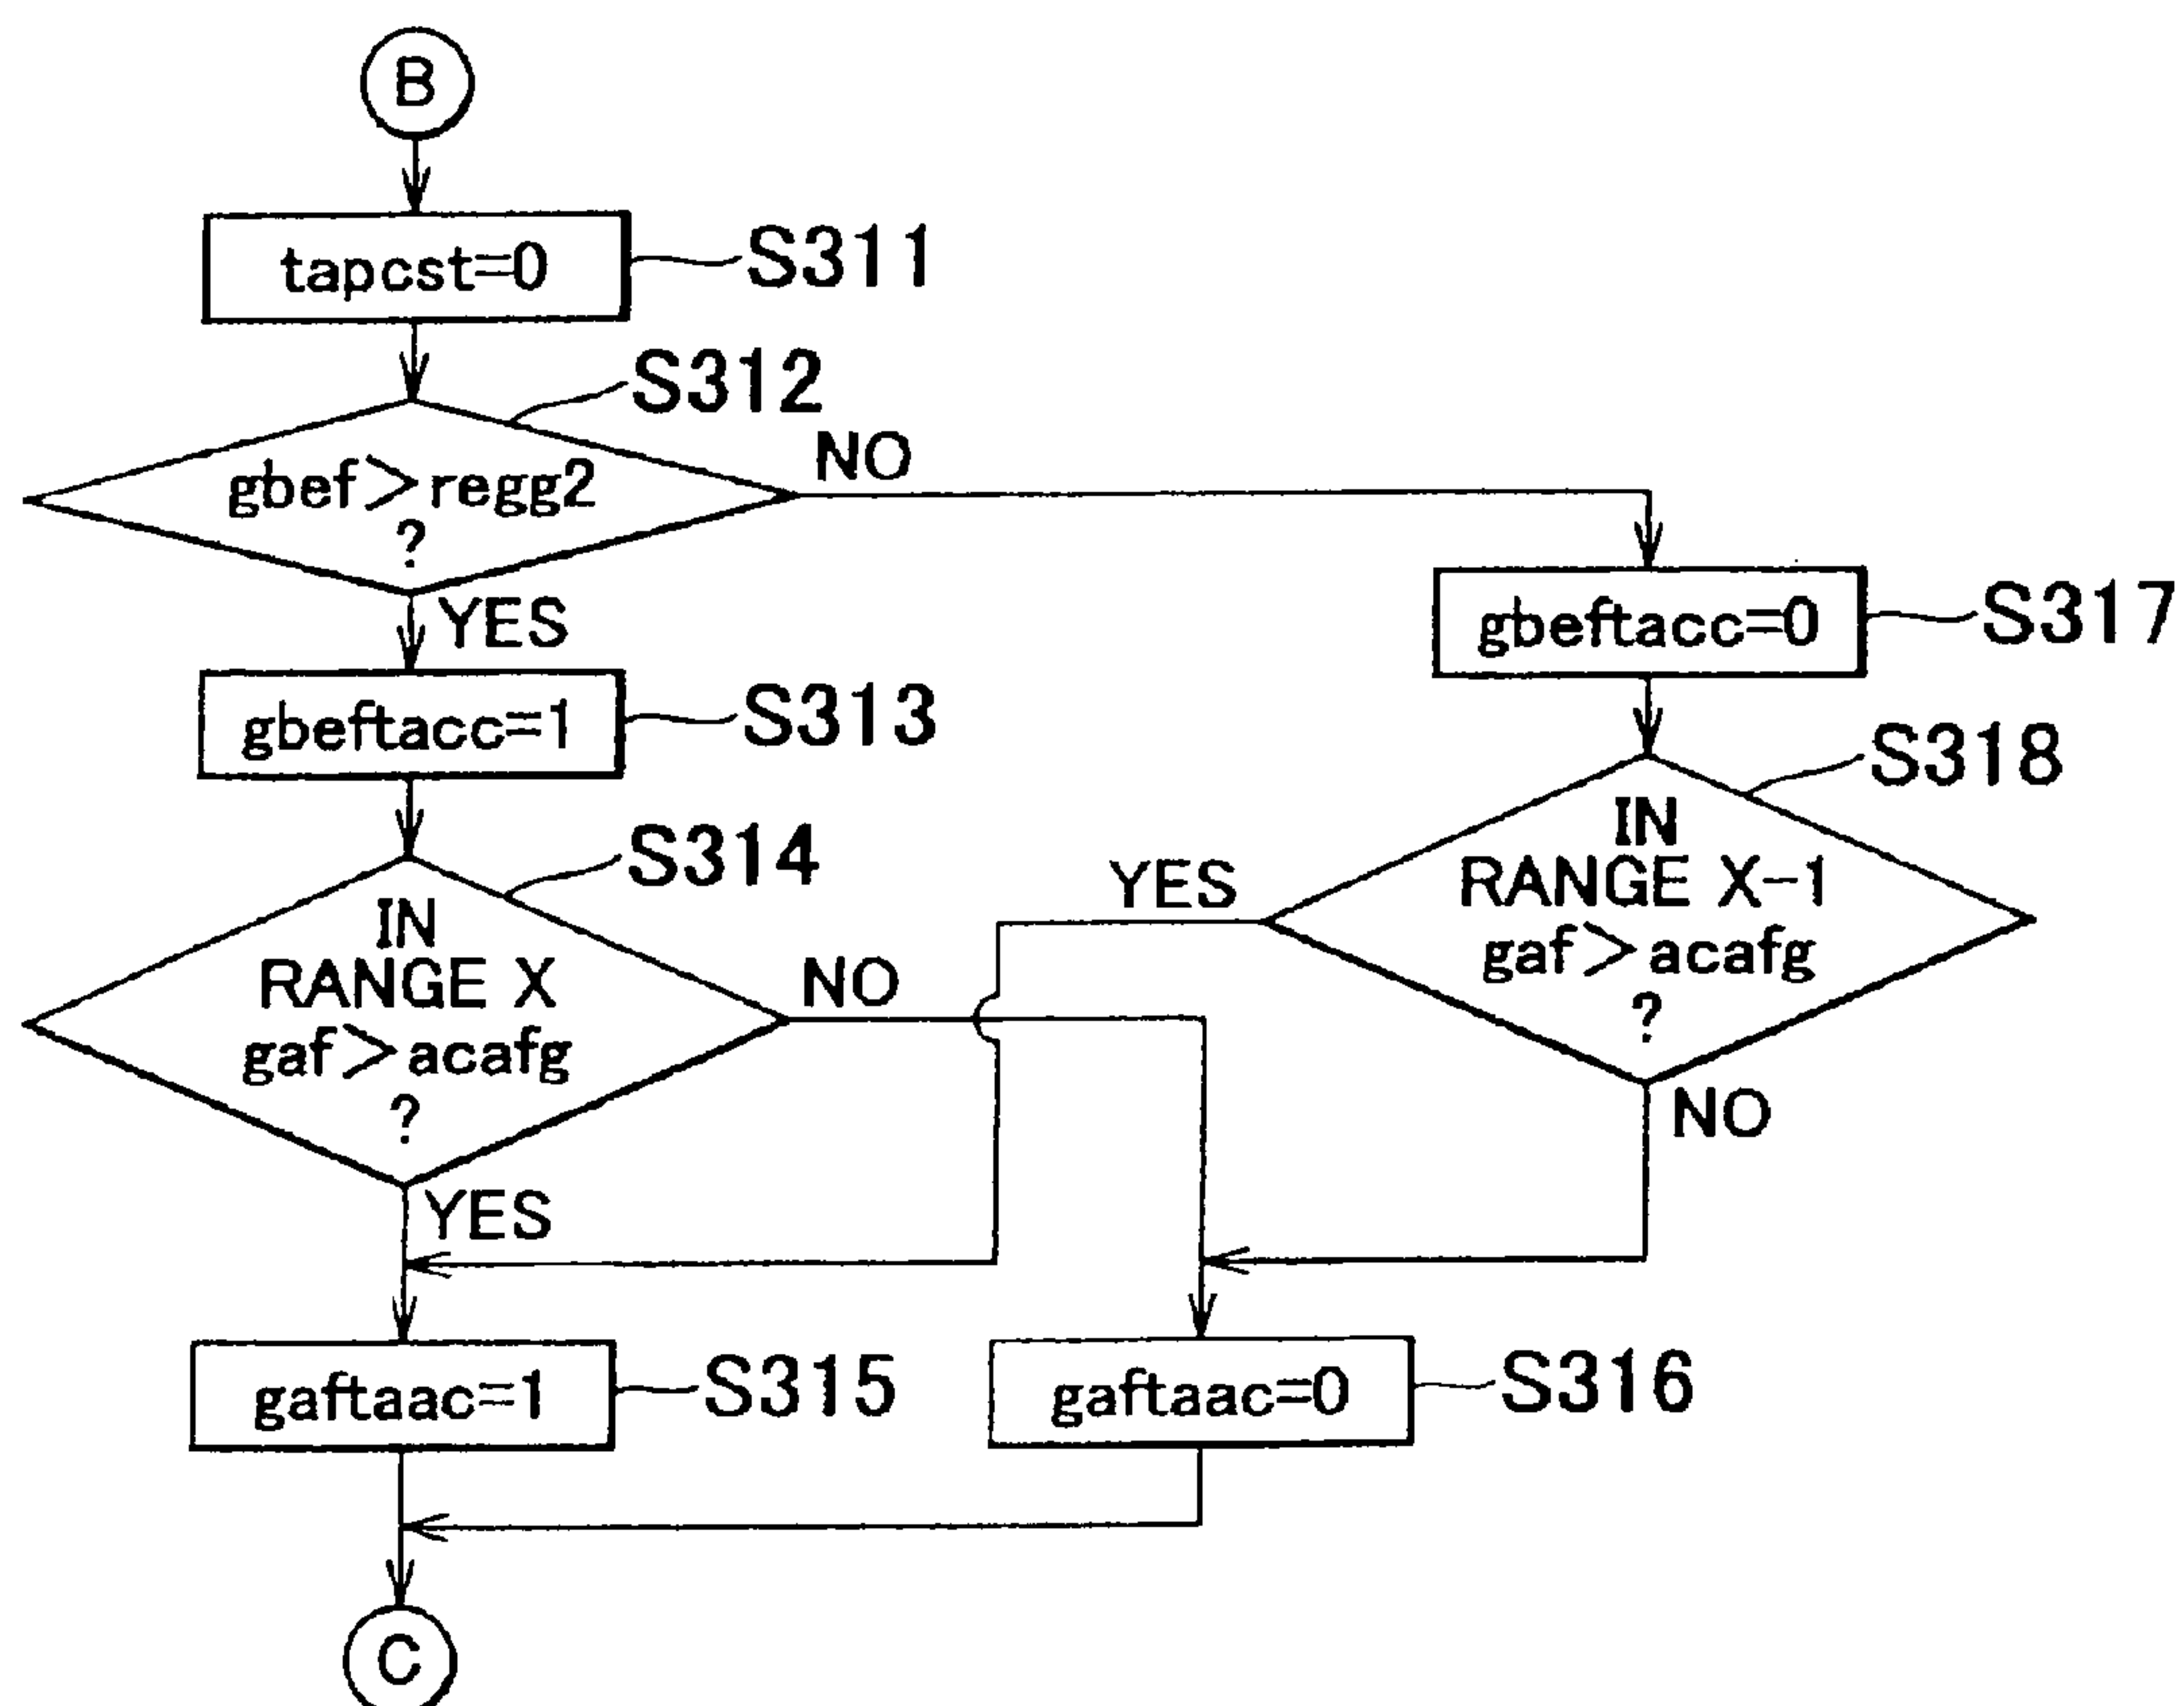 B
tapcst=0
S311
S312
gbef>regg2
?
NO
YES
gbeftacc=0
S317
gbeftacc=1
S313
S318
S314
IN
RANGE X-1
gaf>acafg
?
YES
NO
IN
RANGE X
gaf>acafg
?
NO
YES
gaftaac=1
S315
gaftaac=0
S316
C